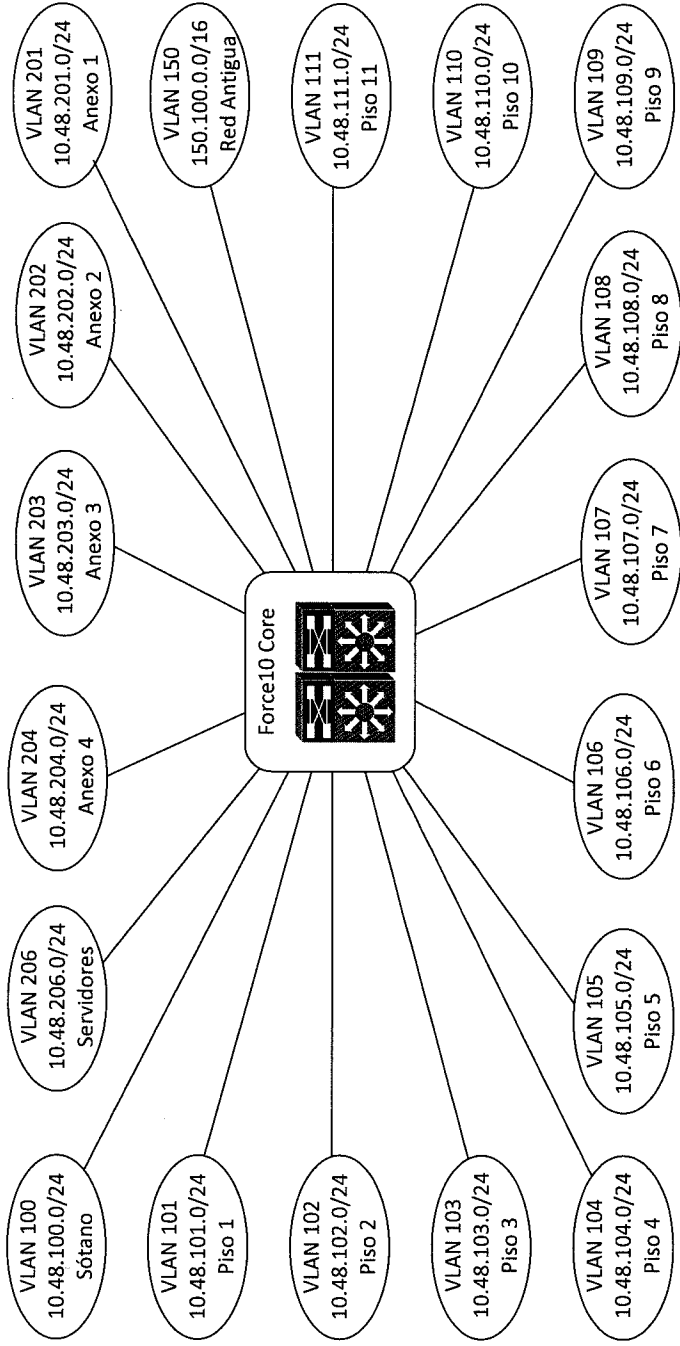 VLAN 206
10.48.206.0/24
Servidores
VLAN 204
10.48.204.0/24
Anexo 4
VLAN 203
10.48.203.0/24
Anexo 3
VLAN 202
10.48.202.0/24
Anexo 2
VLAN 201
10.48.201.0/24
Anexo 1
VLAN 100
10.48.100.0/24
Sótano
VLAN 150
150.100.0.0/16
Red Antigua
VLAN 101
10.48.101.0/24
Piso 1
Force10 Core
VLAN 111
10.48.111.0/24
Piso 11
VLAN 102
10.48.102.0/24
Piso 2
VLAN 110
10.48.110.0/24
Piso 10
VLAN 103
10.48.103.0/24
Piso 3
VLAN 109
10.48.109.0/24
Piso 9
VLAN 104
10.48.104.0/24
Piso 4
VLAN 105
10.48.105.0/24
Piso 5
VLAN 106
10.48.106.0/24
Piso 6
VLAN 107
10.48.107.0/24
Piso 7
VLAN 108
10.48.108.0/24
Piso 8